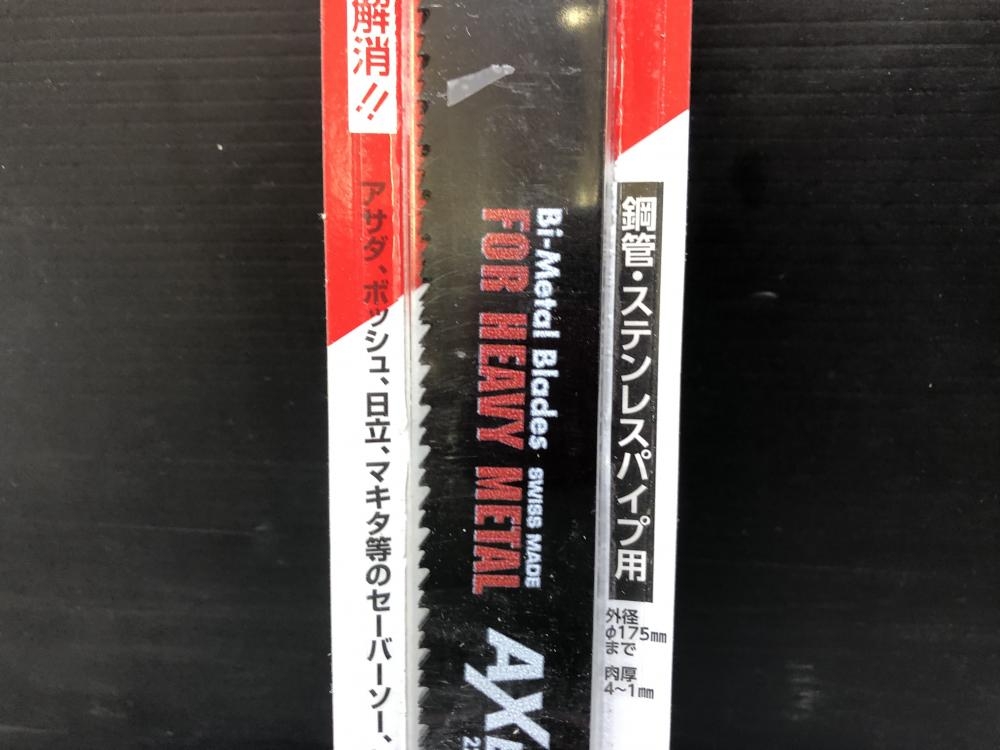 解消!!
アサダ、ボッシュ、日立、マキタ等のセーバーソー、
Bi-Metal Blades SWISS MADE
FOR HEAVY METAL
AX
鋼管・ステンレスパイプ用
外径
φ175mm
まで
肉厚
4~1mm